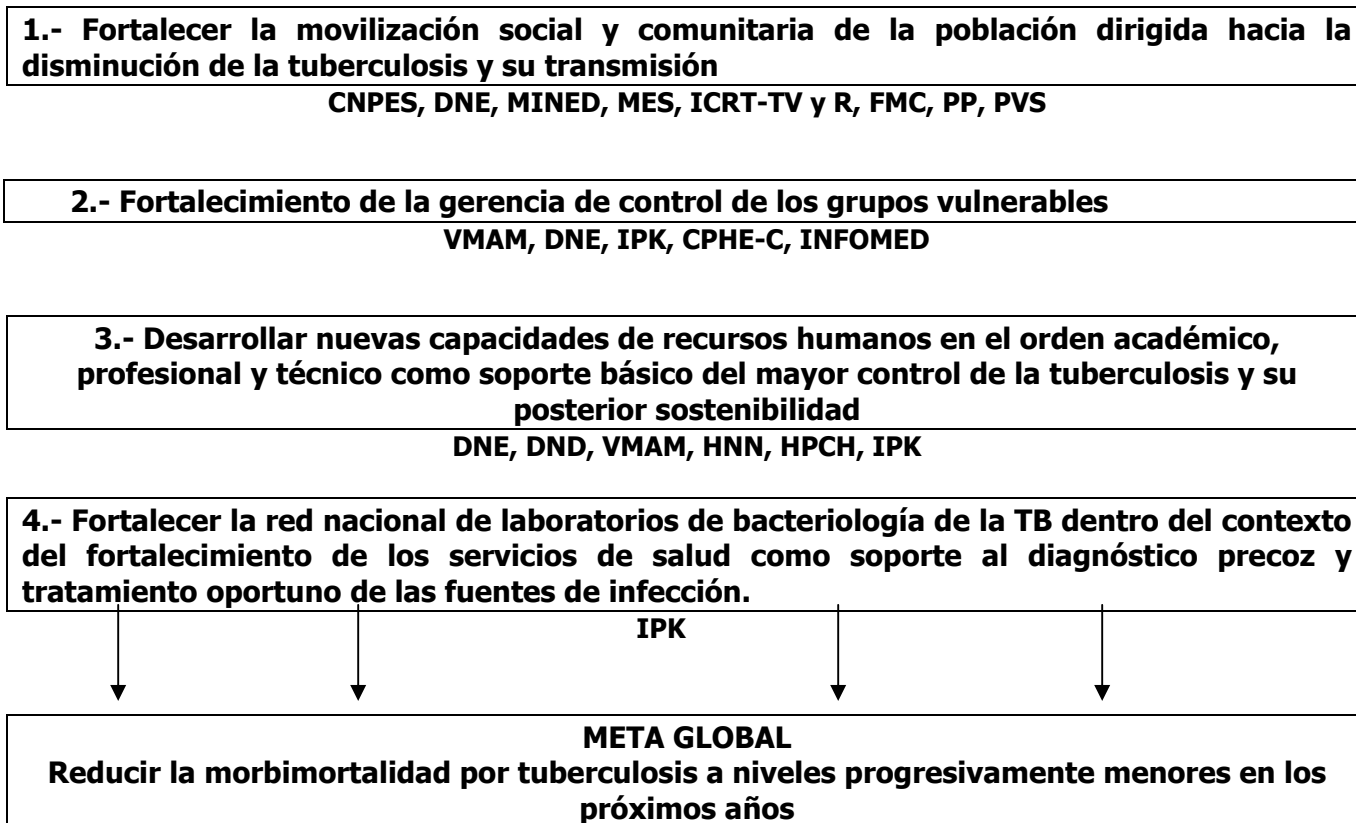 1.- Fortalecer la movilización social y comunitaria de la población dirigida hacia la
disminución de la tuberculosis y su transmisión
CNPES, DNE, MINED, MES, ICRT-TV y R, FMC, PP, PVS
2.- Fortalecimiento de la gerencia de control de los grupos vulnerables
VMAM, DNE, IPK, CPHE-C, INFOMED
3.- Desarrollar nuevas capacidades de recursos humanos en el orden académico,
profesional y técnico como soporte básico del mayor control de la tuberculosis y su
posterior sostenibilidad
DNE, DND, VMAM, HNN, HPCH, IPK
4.- Fortalecer la red nacional de laboratorios de bacteriología de la TB dentro del contexto
del fortalecimiento de los servicios de salud como soporte al diagnóstico precoz y
tratamiento oportuno de las fuentes de infección.
IPK
META GLOBAL
Reducir la morbimortalidad por tuberculosis a niveles progresivamente menores en los
próximos años